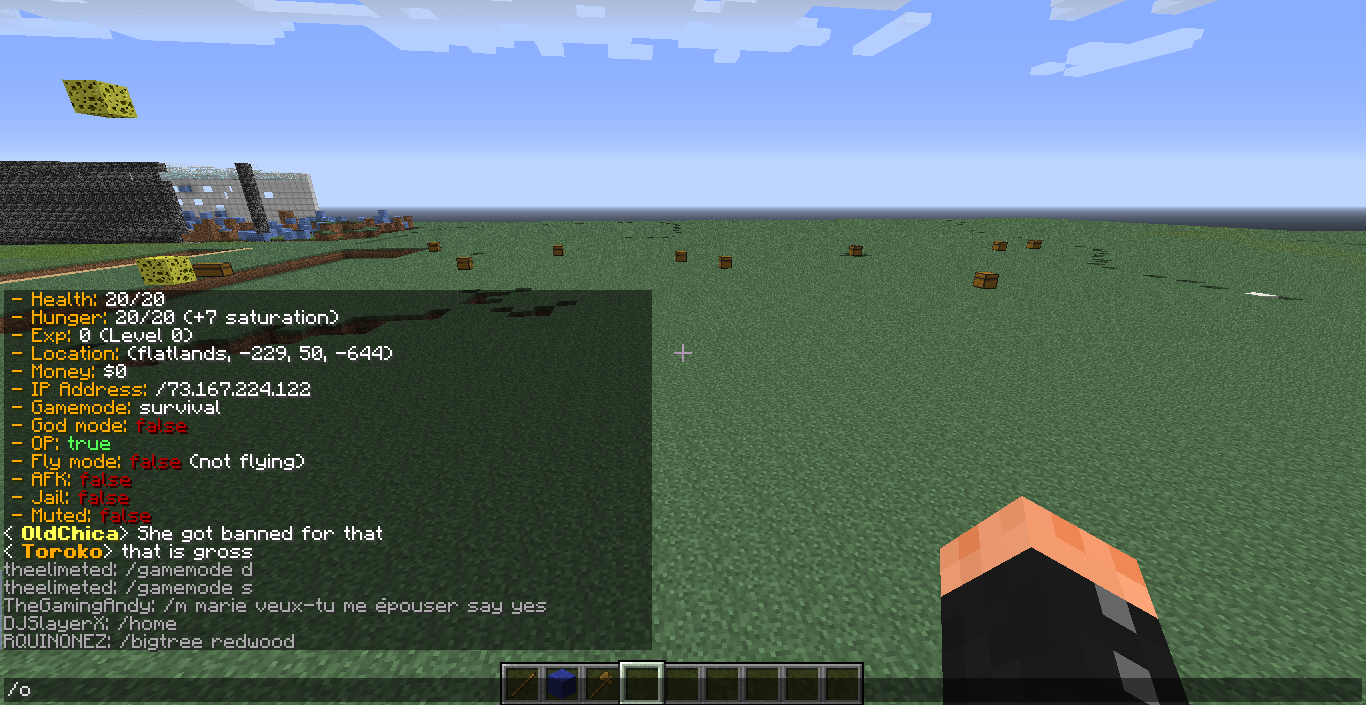 - Health: 20/20
- Hunger: 20/20 (+7 saturation)
- Exp: 0 (Level 0)
- Location: (flatlands, -229, 50, -644)
- Money: $0
- IP Address: /73.167.224.122
- Gamemode: survival
- God mode: false
- OP: true
- Fly mode: false (not flying)
- AFK: false
- Jail: false
- Muted: false
< OldChica> She got banned for that
< Toroko> that is gross
theelimeted: /gamemode d
theelimeted: /gamemode s
TheGamingAndy: /m marie veux-tu me épouser say yes
DJSlayerX: /home
RQUINONEZ: /bigtree redwood
/o